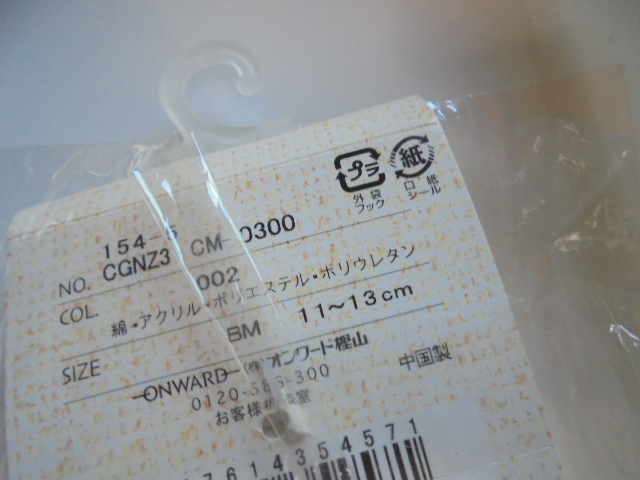 プラ
外袋
フック
紙
口紙
シール
154
NO. CGNZ3 CM-0300
COL. 002
綿・アクリル・ポリエステル・ポリウレタン
SIZE BM 11～13cm
ONWARD (株)オンワード樫山
0120-585-300
中国製
お客様相談室
7614354571